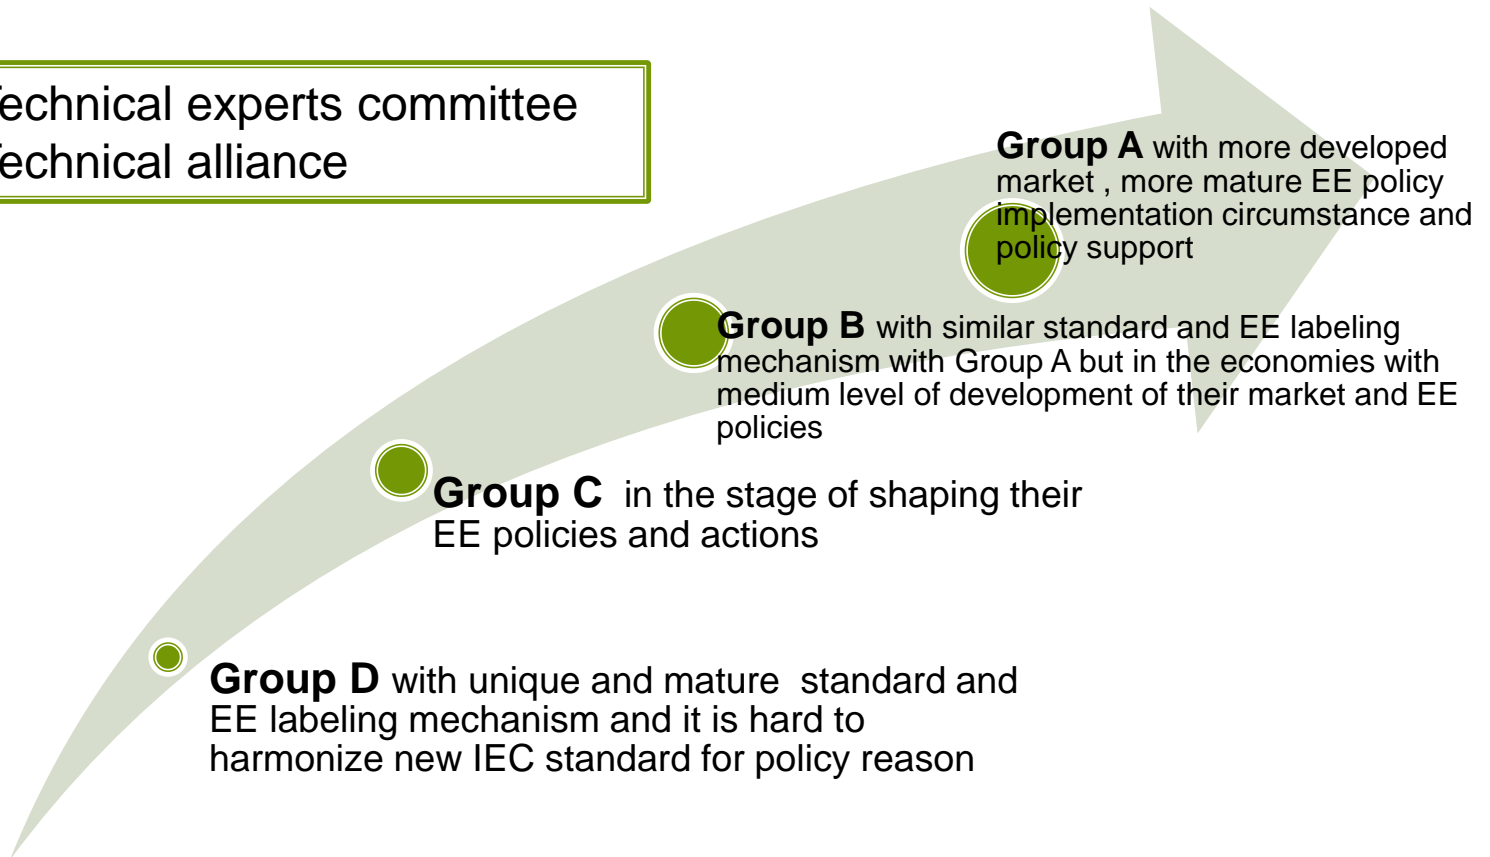 echnical experts committee
echnical alliance
Group A with more developed
market , more mature EE policy
implementation circumstance and
policy support
Group B with similar standard and EE labeling
mechanism with Group A but in the economies with
medium level of development of their market and EE
policies
Group C in the stage of shaping their
EE policies and actions
Group D with unique and mature standard and
EE labeling mechanism and it is hard to
harmonize new IEC standard for policy reason